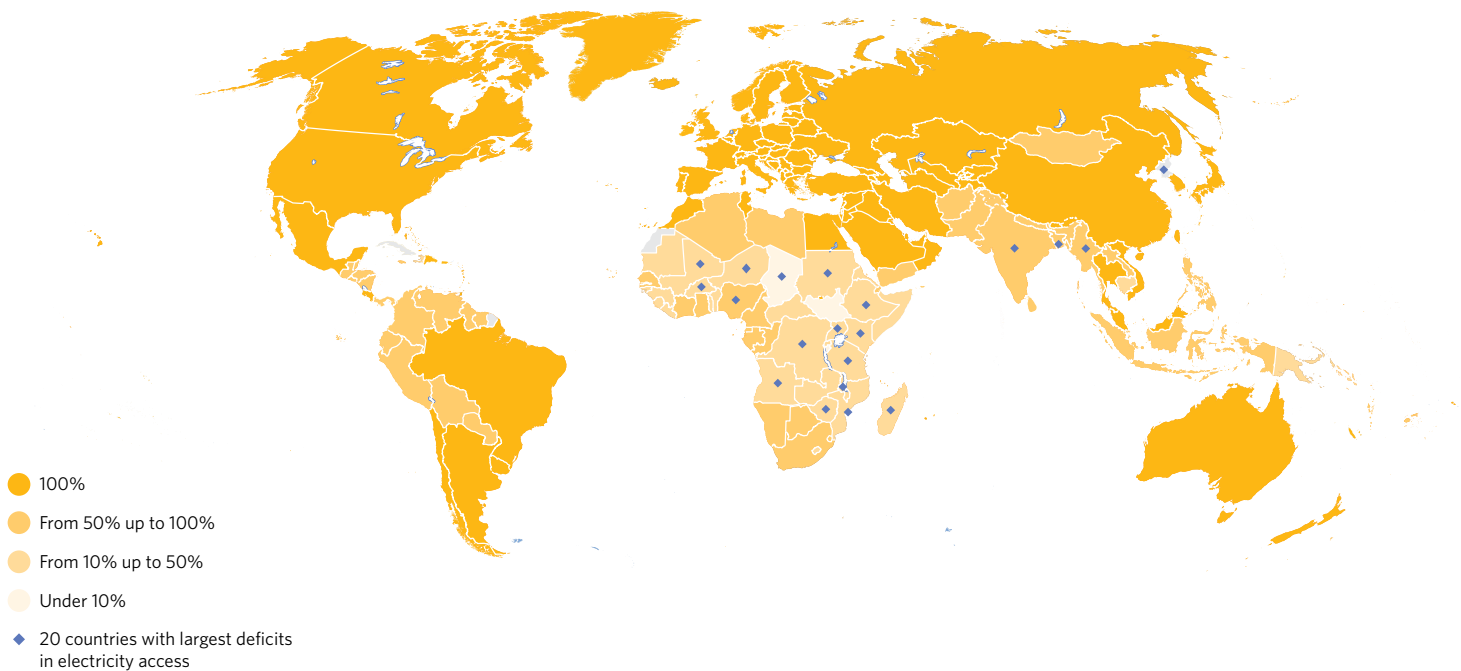 100%
From 50% up to 100%
From 10% up to 50%
Under 10%
20 countries with largest deficits
in electricity access